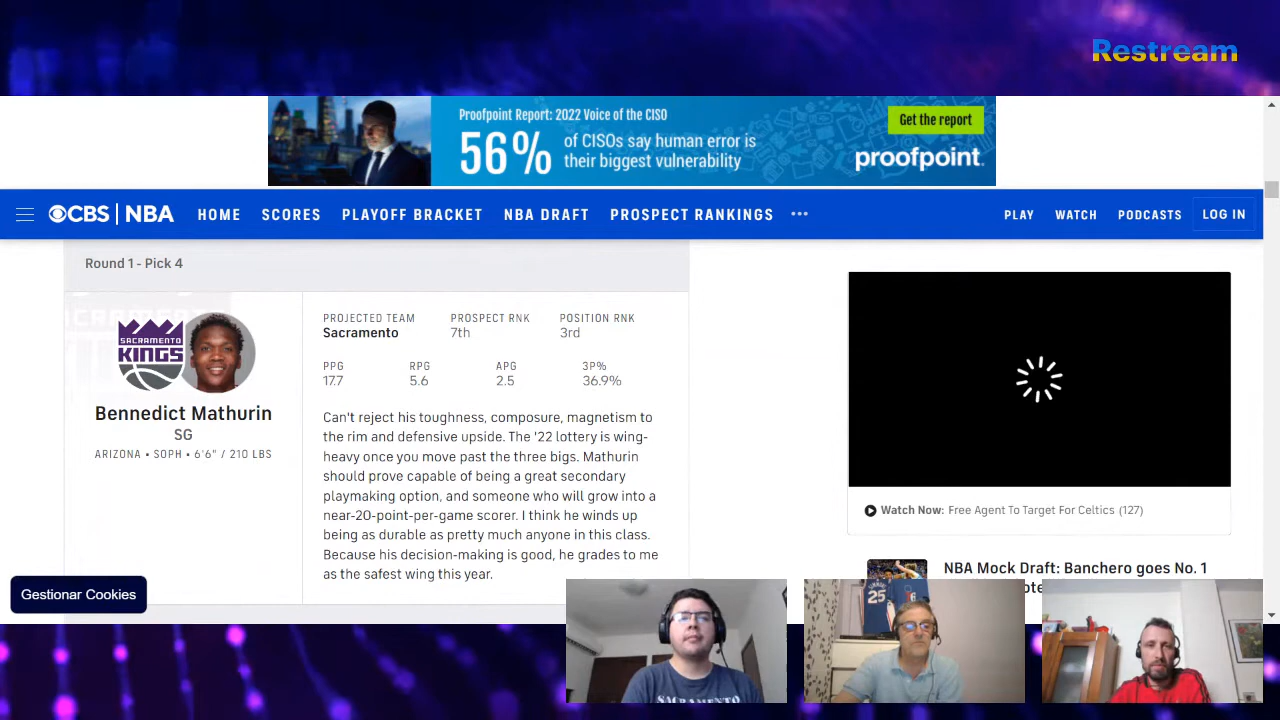 Restream
Proofpoint Report: 2022 Voice of the CISO
56%
of CISOs say human error is
their biggest vulnerability
Get the report
proofpoint.
CBS | NBA
HOME
SCORES
PLAYOFF BRACKET
NBA DRAFT
PROSPECT RANKINGS
•••
PLAY
WATCH
PODCASTS
LOG IN
Round 1 - Pick 4
SACRAMENTO
KINGS
Bennedict Mathurin
SG
ARIZONA • SOPH • 6'6" / 210 LBS
PROJECTED TEAM PROSPECT RNK POSITION RNK
Sacramento 7th 3rd
PPG RPG APG 3P%
17.7 5.6 2.5 36.9%
Can't reject his toughness, composure, magnetism to
the rim and defensive upside. The '22 lottery is wing-
heavy once you move past the three bigs. Mathurin
should prove capable of being a great secondary
playmaking option, and someone who will grow into a
near-20-point-per-game scorer. I think he winds up
being as durable as pretty much anyone in this class.
Because his decision-making is good, he grades to me
as the safest wing this year.
Watch Now: Free Agent To Target For Celtics (127)
NBA Mock Draft: Banchero goes No. 1
Gestionar Cookies
25
SACRAMENTO